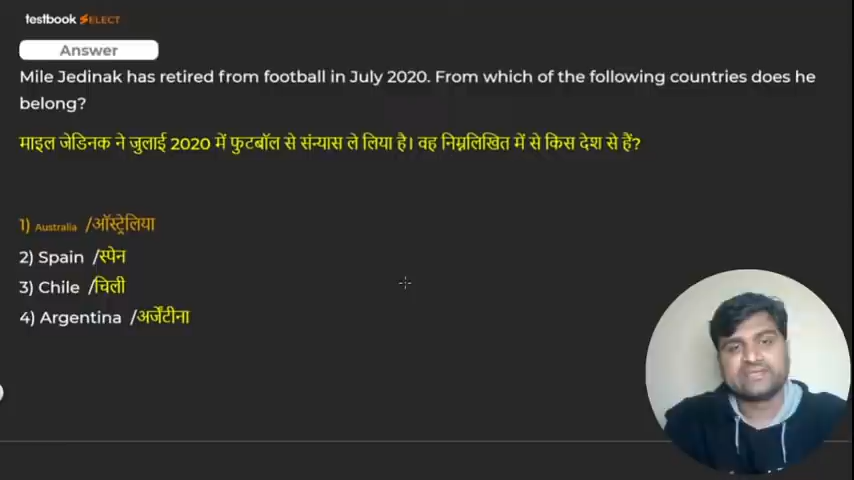 testbook SELECT
Answer
Mile Jedinak has retired from football in July 2020. From which of the following countries does he
belong?
माइल जेडिनक ने जुलाई 2020 में फुटबॉल से संन्यास ले लिया है। वह निम्नलिखित में से किस देश से हैं?
1) Australia /ऑस्ट्रेलिया
2) Spain /स्पेन
3) Chile /चिली
4) Argentina /अर्जेंटीना